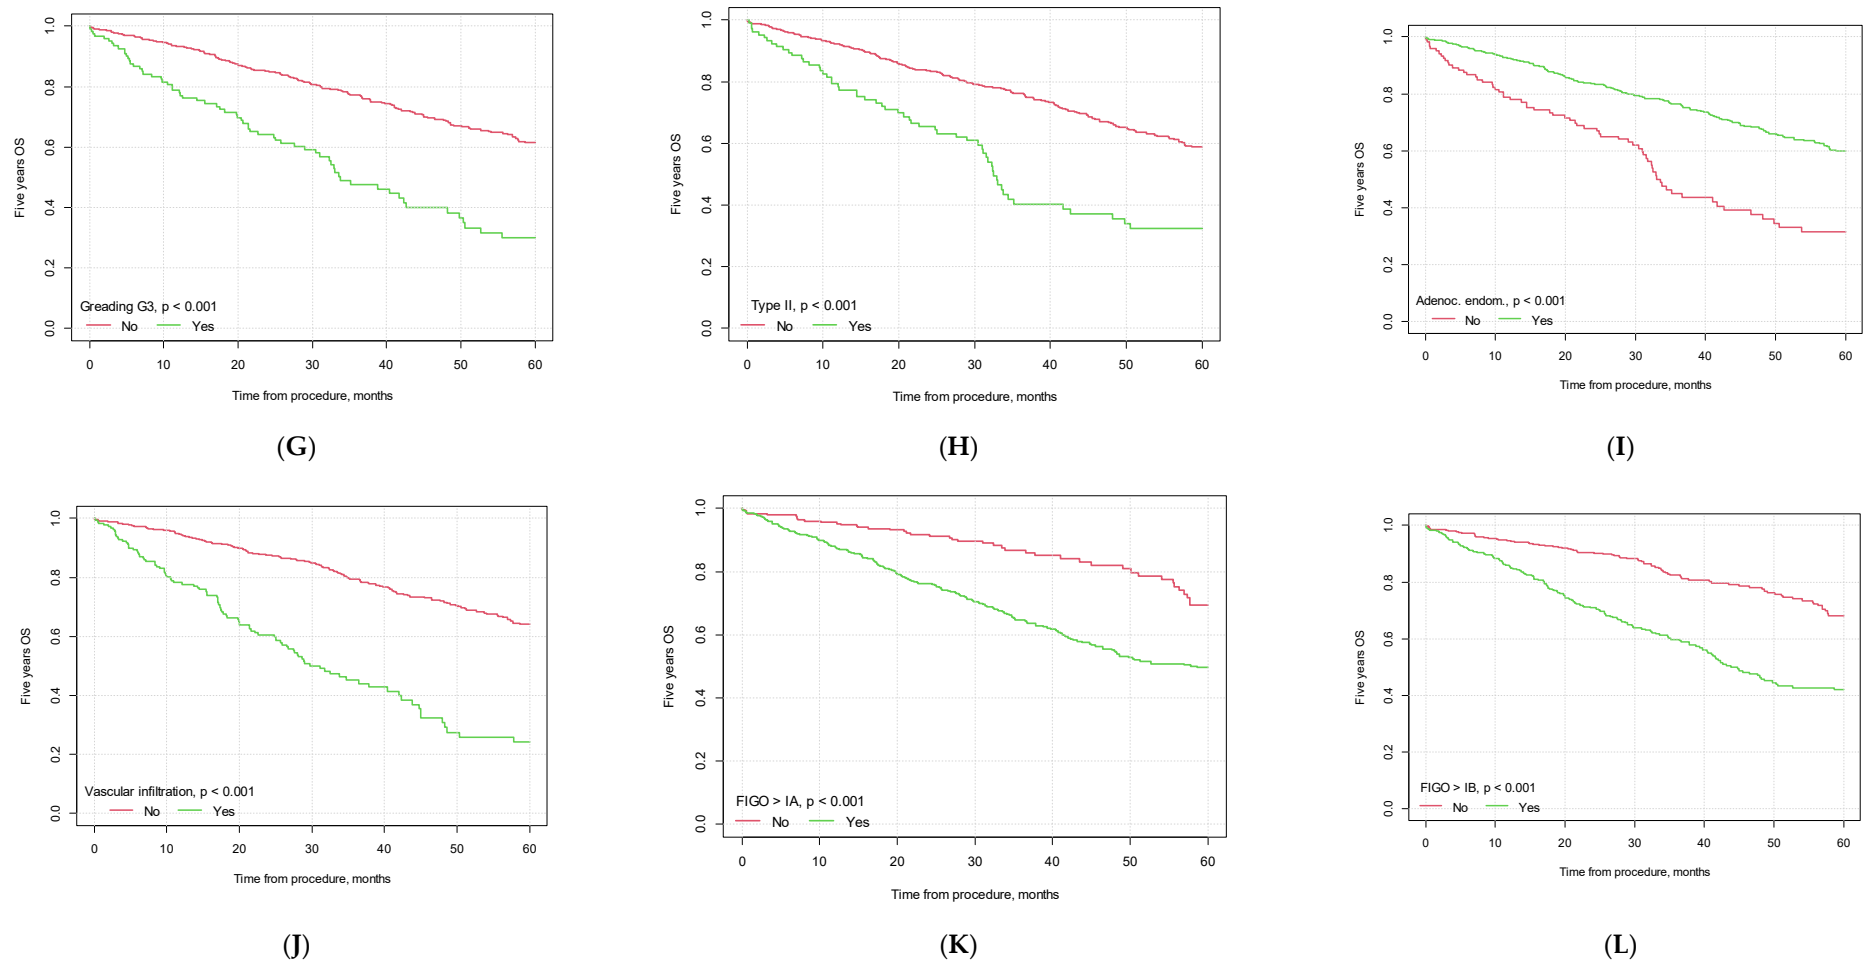 Five years OS
1.0
0.8
0.6
0.4
0.2
0.0
Greading G3, p < 0.001
No Yes
0 10 20 30 40 50 60
Time from procedure, months
(G)
Five years OS
1.0
0.8
0.6
0.4
0.2
0.0
Type II, p < 0.001
No Yes
0 10 20 30 40 50 60
Time from procedure, months
(H)
Five years OS
1.0
0.8
0.6
0.4
0.2
0.0
Adenoc. endom., p < 0.001
No Yes
0 10 20 30 40 50 60
Time from procedure, months
(I)
Five years OS
1.0
0.8
0.6
0.4
0.2
0.0
Vascular infiltration, p < 0.001
No Yes
0 10 20 30 40 50 60
Time from procedure, months
(J)
Five years OS
1.0
0.8
0.6
0.4
0.2
0.0
FIGO > IA, p < 0.001
No Yes
0 10 20 30 40 50 60
Time from procedure, months
(K)
Five years OS
1.0
0.8
0.6
0.4
0.2
0.0
FIGO > IB, p < 0.001
No Yes
0 10 20 30 40 50 60
Time from procedure, months
(L)